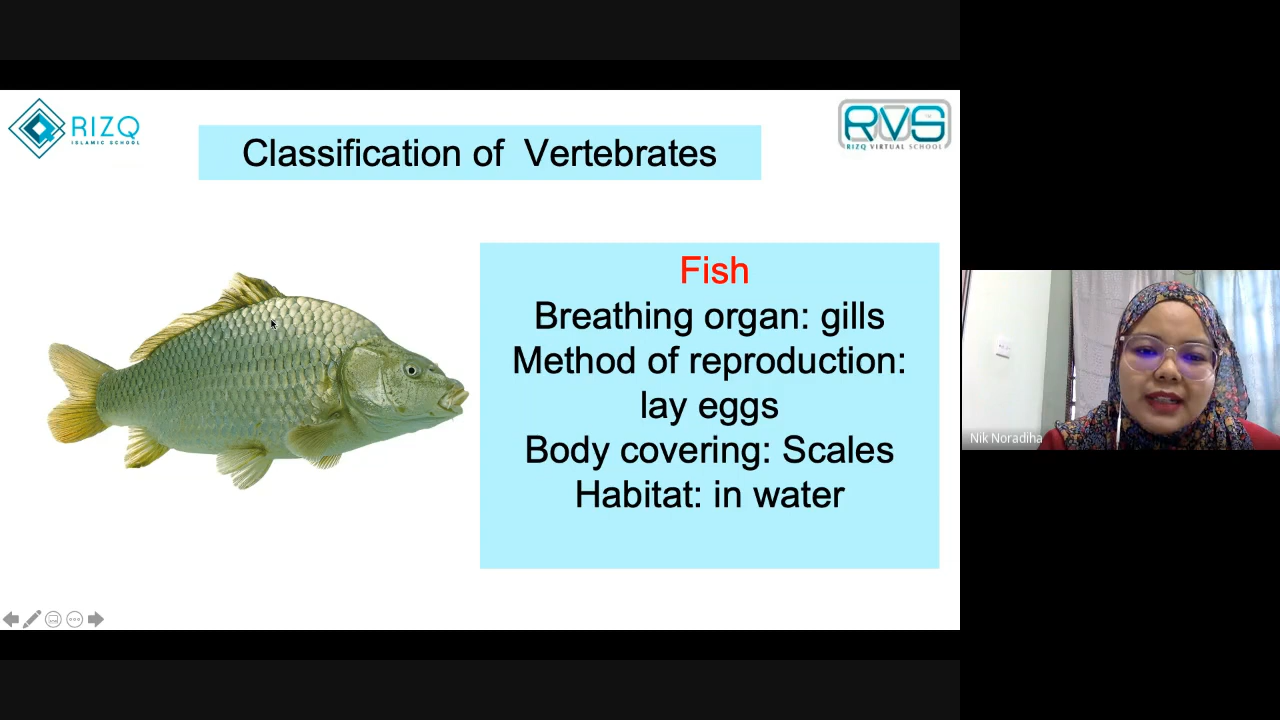 RIZQ
ISLAMIC SCHOOL
Classification of Vertebrates
RVS
RIZQ VIRTUAL SCHOOL
Fish
Breathing organ: gills
Method of reproduction:
lay eggs
Body covering: Scales
Habitat: in water
Nik Noradiha